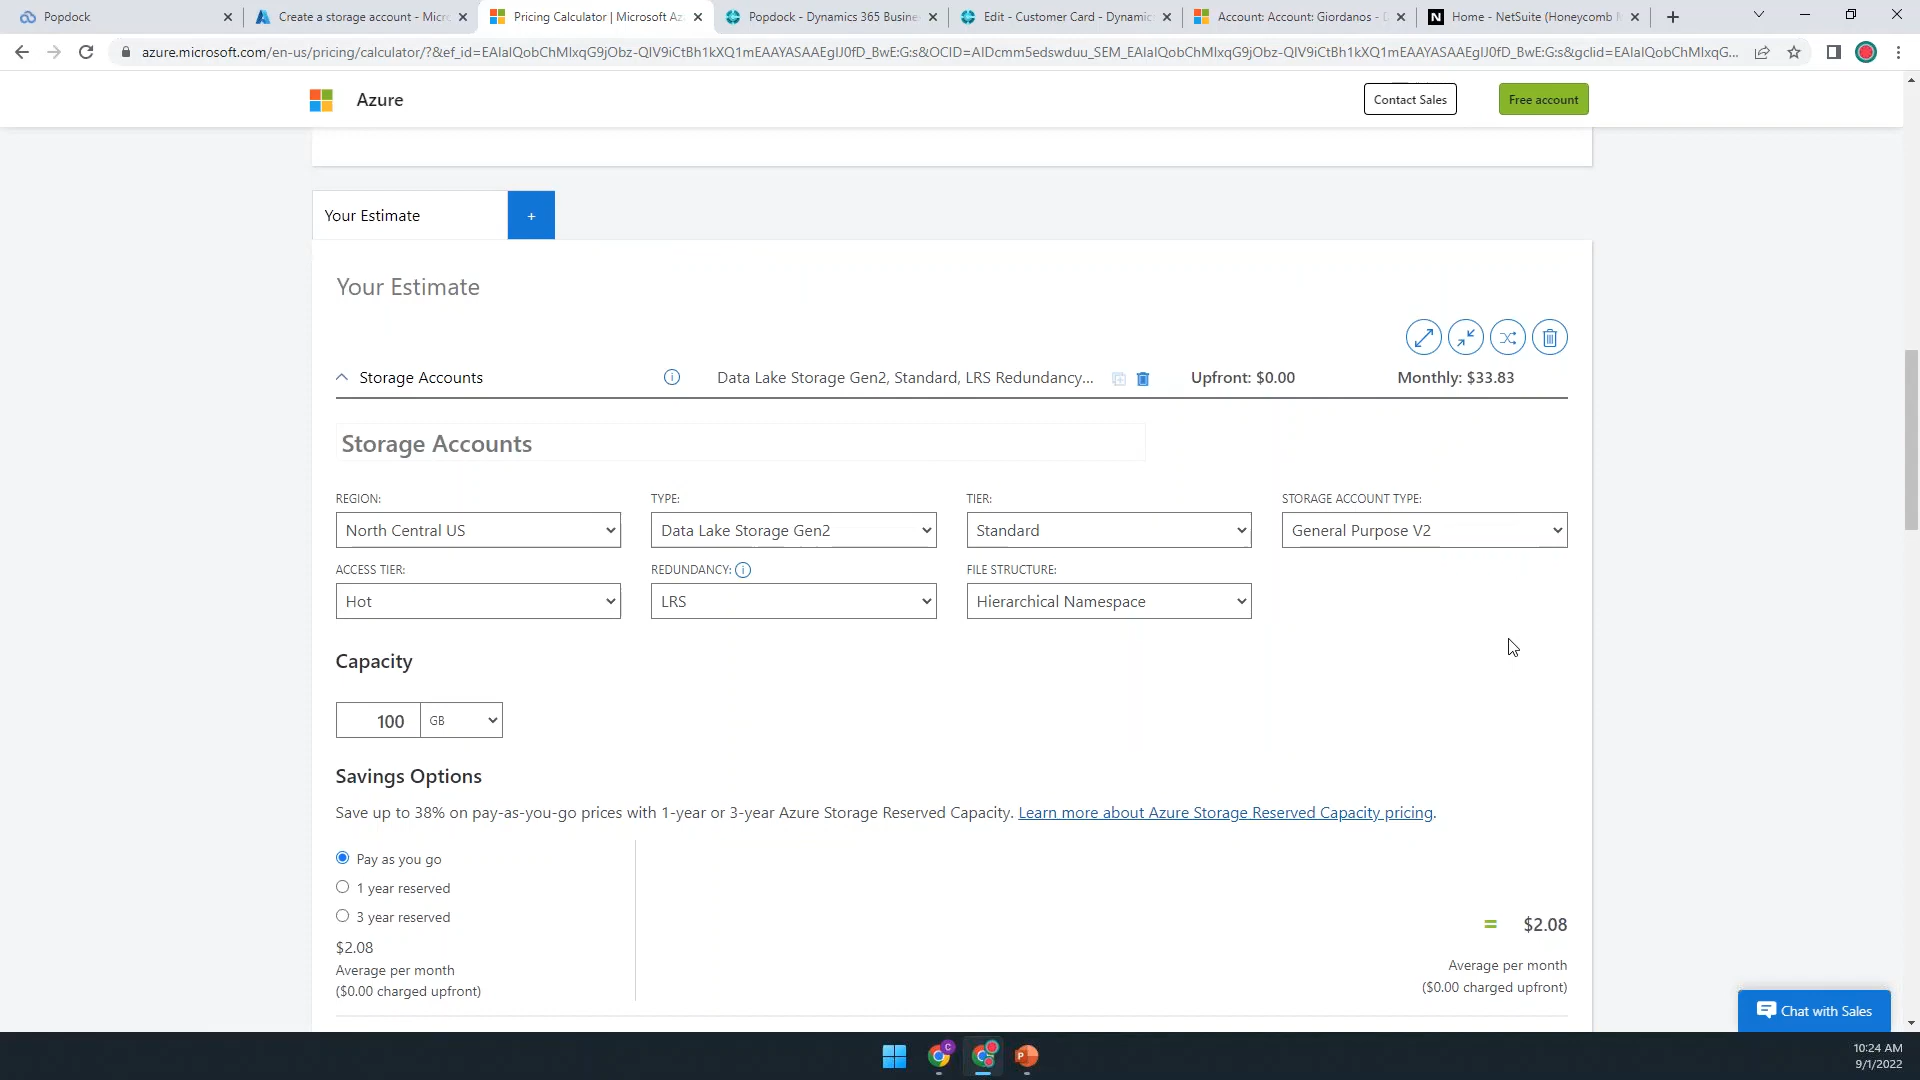 Popdock
Create a storage account - Micr
Pricing Calculator | Microsoft Az
Popdock - Dynamics 365 Busine
Edit - Customer Card - Dynamic
Account: Account: Giordanos - D
Home - NetSuite (Honeycomb M
azure.microsoft.com/en-us/pricing/calculator/?&ef_id=EAIaIQobChMIxqG9jObz-QIV9iCtBh1kXQ1mEAAYASAAEgIJ0fD_BwE:G:s&OCID=AIDcmm5edswduu_SEM_EAIaIQobChMIxqG9jObz-QIV9iCtBh1kXQ1mEAAYASAAEgIJ0fD_BwE:G:s&gclid=EAIaIQobChMIxqG...
Azure
Contact Sales
Free account
Your Estimate
+
Your Estimate
Storage Accounts
Data Lake Storage Gen2, Standard, LRS Redundancy...
Upfront: $0.00
Monthly: $33.83
Storage Accounts
REGION:
TYPE:
TIER:
STORAGE ACCOUNT TYPE:
North Central US
Data Lake Storage Gen2
Standard
General Purpose V2
ACCESS TIER:
REDUNDANCY:
FILE STRUCTURE:
Hot
LRS
Hierarchical Namespace
Capacity
100
GB
Savings Options
Save up to 38% on pay-as-you-go prices with 1-year or 3-year Azure Storage Reserved Capacity. Learn more about Azure Storage Reserved Capacity pricing.
Pay as you go
1 year reserved
3 year reserved
$2.08
Average per month
($0.00 charged upfront)
= $2.08
Average per month
($0.00 charged upfront)
Chat with Sales
10:24 AM
9/1/2022